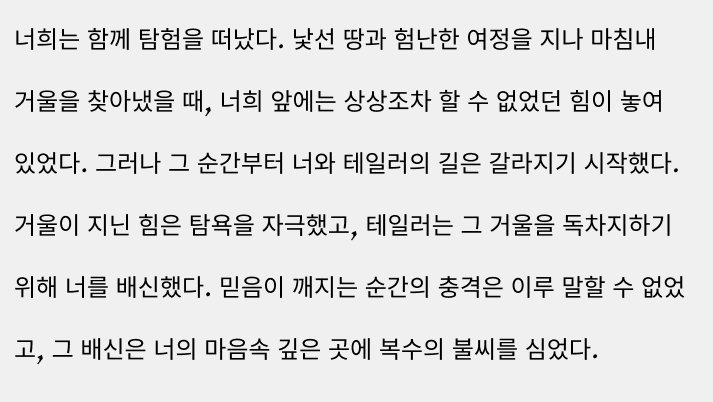 너희는 함께 탐험을 떠났다. 낯선 땅과 험난한 여정을 지나 마침내
거울을 찾아냈을 때, 너희 앞에는 상상조차 할 수 없었던 힘이 놓여
있었다. 그러나 그 순간부터 너와 테일러의 길은 갈라지기 시작했다.
거울이 지닌 힘은 탐욕을 자극했고, 테일러는 그 거울을 독차지하기
위해 너를 배신했다. 믿음이 깨지는 순간의 충격은 이루 말할 수 없었
고, 그 배신은 너의 마음속 깊은 곳에 복수의 불씨를 심었다.